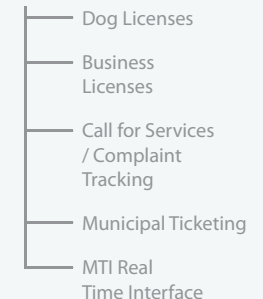 Dog Licenses
Business
Licenses
Call for Services
/ Complaint
Tracking
Municipal Ticketing
MTI Real
Time Interface